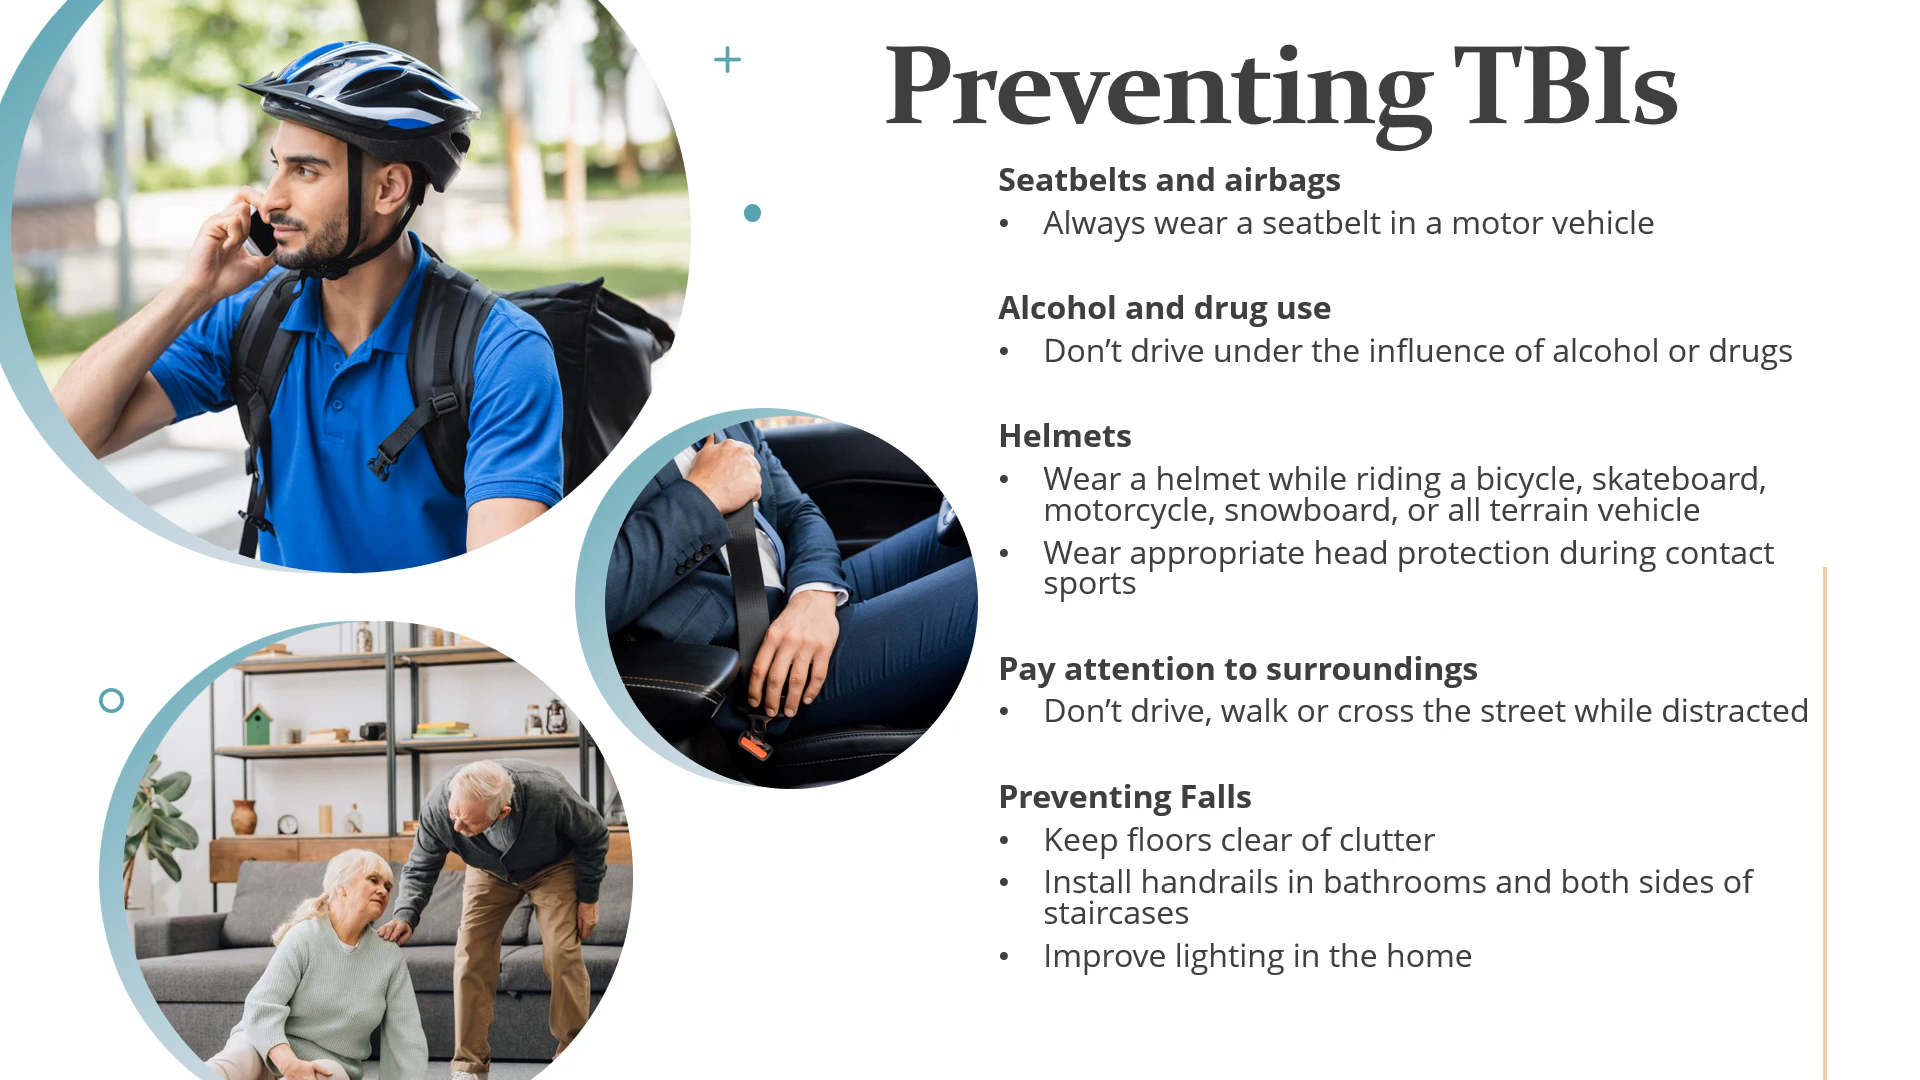 Preventing TBIs
Seatbelts and airbags
• Always wear a seatbelt in a motor vehicle
Alcohol and drug use
• Don’t drive under the influence of alcohol or drugs
Helmets
• Wear a helmet while riding a bicycle, skateboard,
motorcycle, snowboard, or all terrain vehicle
• Wear appropriate head protection during contact
sports
Pay attention to surroundings
• Don’t drive, walk or cross the street while distracted
Preventing Falls
• Keep floors clear of clutter
• Install handrails in bathrooms and both sides of
staircases
• Improve lighting in the home